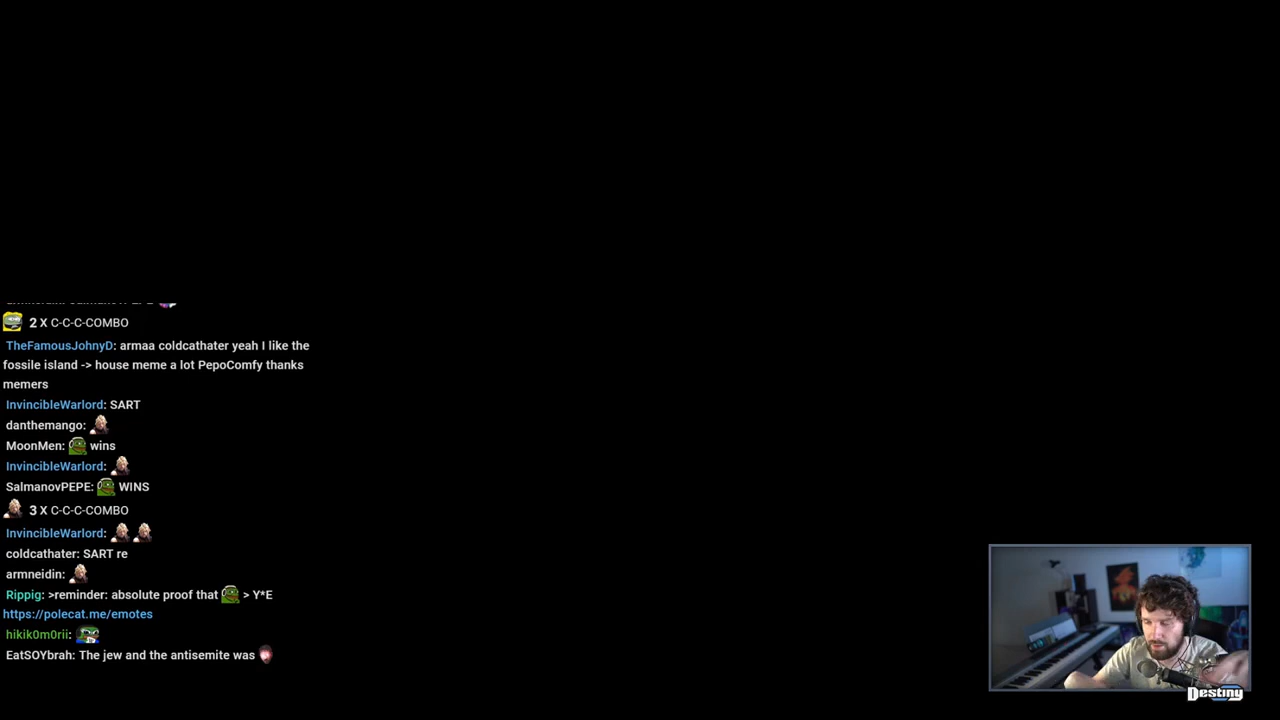 2 X C-C-C-COMBO
TheFamousJohnyD: armaa coldcathater yeah I like the
fossile island -> house meme a lot PepoComfy thanks
memers
InvincibleWarlord: SART
danthemango:
MoonMen: wins
InvincibleWarlord:
SalmanovPEPE: WINS
3 X C-C-C-COMBO
InvincibleWarlord:
coldcathater: SART re
armneidin:
Rippig: >reminder: absolute proof that > Y*E
https://polecat.me/emotes
hikik0m0rii:
EatSOYbrah: The jew and the antisemite was
Destiny